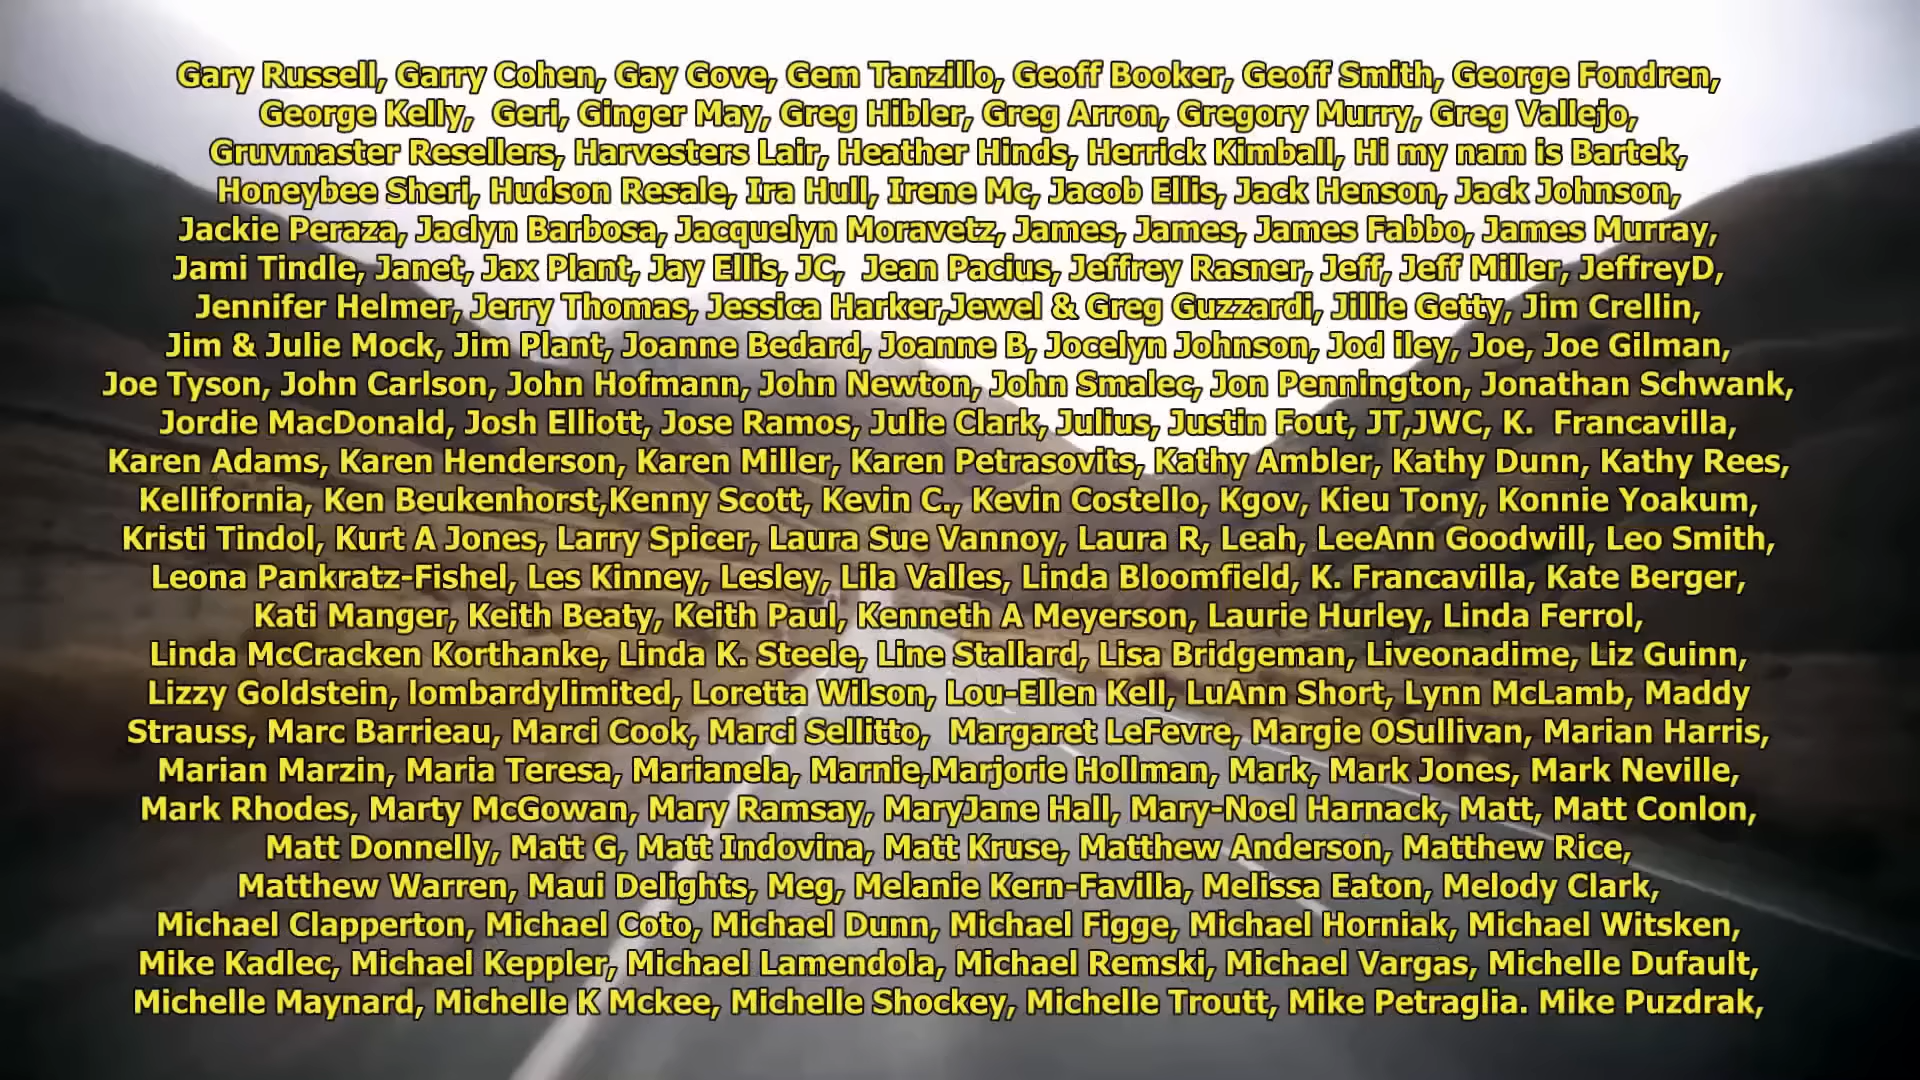 Gary Russell, Garry Cohen, Gay Gove, Gem Tanzillo, Geoff Booker, Geoff Smith, George Fondren,
George Kelly,  Geri, Ginger May, Greg Hibler, Greg Arron, Gregory Murry, Greg Vallejo,
Gruvmaster Resellers, Harvesters Lair, Heather Hinds, Herrick Kimball, Hi my nam is Bartek,
Honeybee Sheri, Hudson Resale, Ira Hull, Irene Mc, Jacob Ellis, Jack Henson, Jack Johnson,
Jackie Peraza, Jaclyn Barbosa, Jacquelyn Moravetz, James, James, James Fabbo, James Murray,
Jami Tindle, Janet, Jax Plant, Jay Ellis, JC,  Jean Pacius, Jeffrey Rasner, Jeff, Jeff Miller, JeffreyD,
Jennifer Helmer, Jerry Thomas, Jessica Harker,Jewel & Greg Guzzardi, Jillie Getty, Jim Crellin,
Jim & Julie Mock, Jim Plant, Joanne Bedard, Joanne B, Jocelyn Johnson, Jod iley, Joe, Joe Gilman,
Joe Tyson, John Carlson, John Hofmann, John Newton, John Smalec, Jon Pennington, Jonathan Schwank,
Jordie MacDonald, Josh Elliott, Jose Ramos, Julie Clark, Julius, Justin Fout, JT,JWC, K.  Francavilla,
Karen Adams, Karen Henderson, Karen Miller, Karen Petrasovits, Kathy Ambler, Kathy Dunn, Kathy Rees,
Kellifornia, Ken Beukenhorst,Kenny Scott, Kevin C., Kevin Costello, Kgov, Kieu Tony, Konnie Yoakum,
Kristi Tindol, Kurt A Jones, Larry Spicer, Laura Sue Vannoy, Laura R, Leah, LeeAnn Goodwill, Leo Smith,
Leona Pankratz-Fishel, Les Kinney, Lesley, Lila Valles, Linda Bloomfield, K. Francavilla, Kate Berger,
Kati Manger, Keith Beaty, Keith Paul, Kenneth A Meyerson, Laurie Hurley, Linda Ferrol,
Linda McCracken Korthanke, Linda K. Steele, Line Stallard, Lisa Bridgeman, Liveonadime, Liz Guinn,
Lizzy Goldstein, lombardylimited, Loretta Wilson, Lou-Ellen Kell, LuAnn Short, Lynn McLamb, Maddy
Strauss, Marc Barrieau, Marci Cook, Marci Sellitto,  Margaret LeFevre, Margie OSullivan, Marian Harris,
Marian Marzin, Maria Teresa, Marianela, Marnie,Marjorie Hollman, Mark, Mark Jones, Mark Neville,
Mark Rhodes, Marty McGowan, Mary Ramsay, MaryJane Hall, Mary-Noel Harnack, Matt, Matt Conlon,
Matt Donnelly, Matt G, Matt Indovina, Matt Kruse, Matthew Anderson, Matthew Rice,
Matthew Warren, Maui Delights, Meg, Melanie Kern-Favilla, Melissa Eaton, Melody Clark,
Michael Clapperton, Michael Coto, Michael Dunn, Michael Figge, Michael Horniak, Michael Witsken,
Mike Kadlec, Michael Keppler, Michael Lamendola, Michael Remski, Michael Vargas, Michelle Dufault,
Michelle Maynard, Michelle K Mckee, Michelle Shockey, Michelle Troutt, Mike Petraglia. Mike Puzdrak,